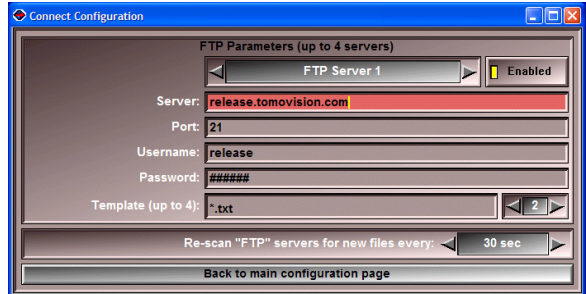 Connect Configuration
FTP Parameters (up to 4 servers)
FTP Server 1
Enabled
Server: release.tomovision.com
Port: 21
Username: release
Password: ######
Template (up to 4): *.txt 2
Re-scan "FTP" servers for new files every: 30 sec
Back to main configuration page